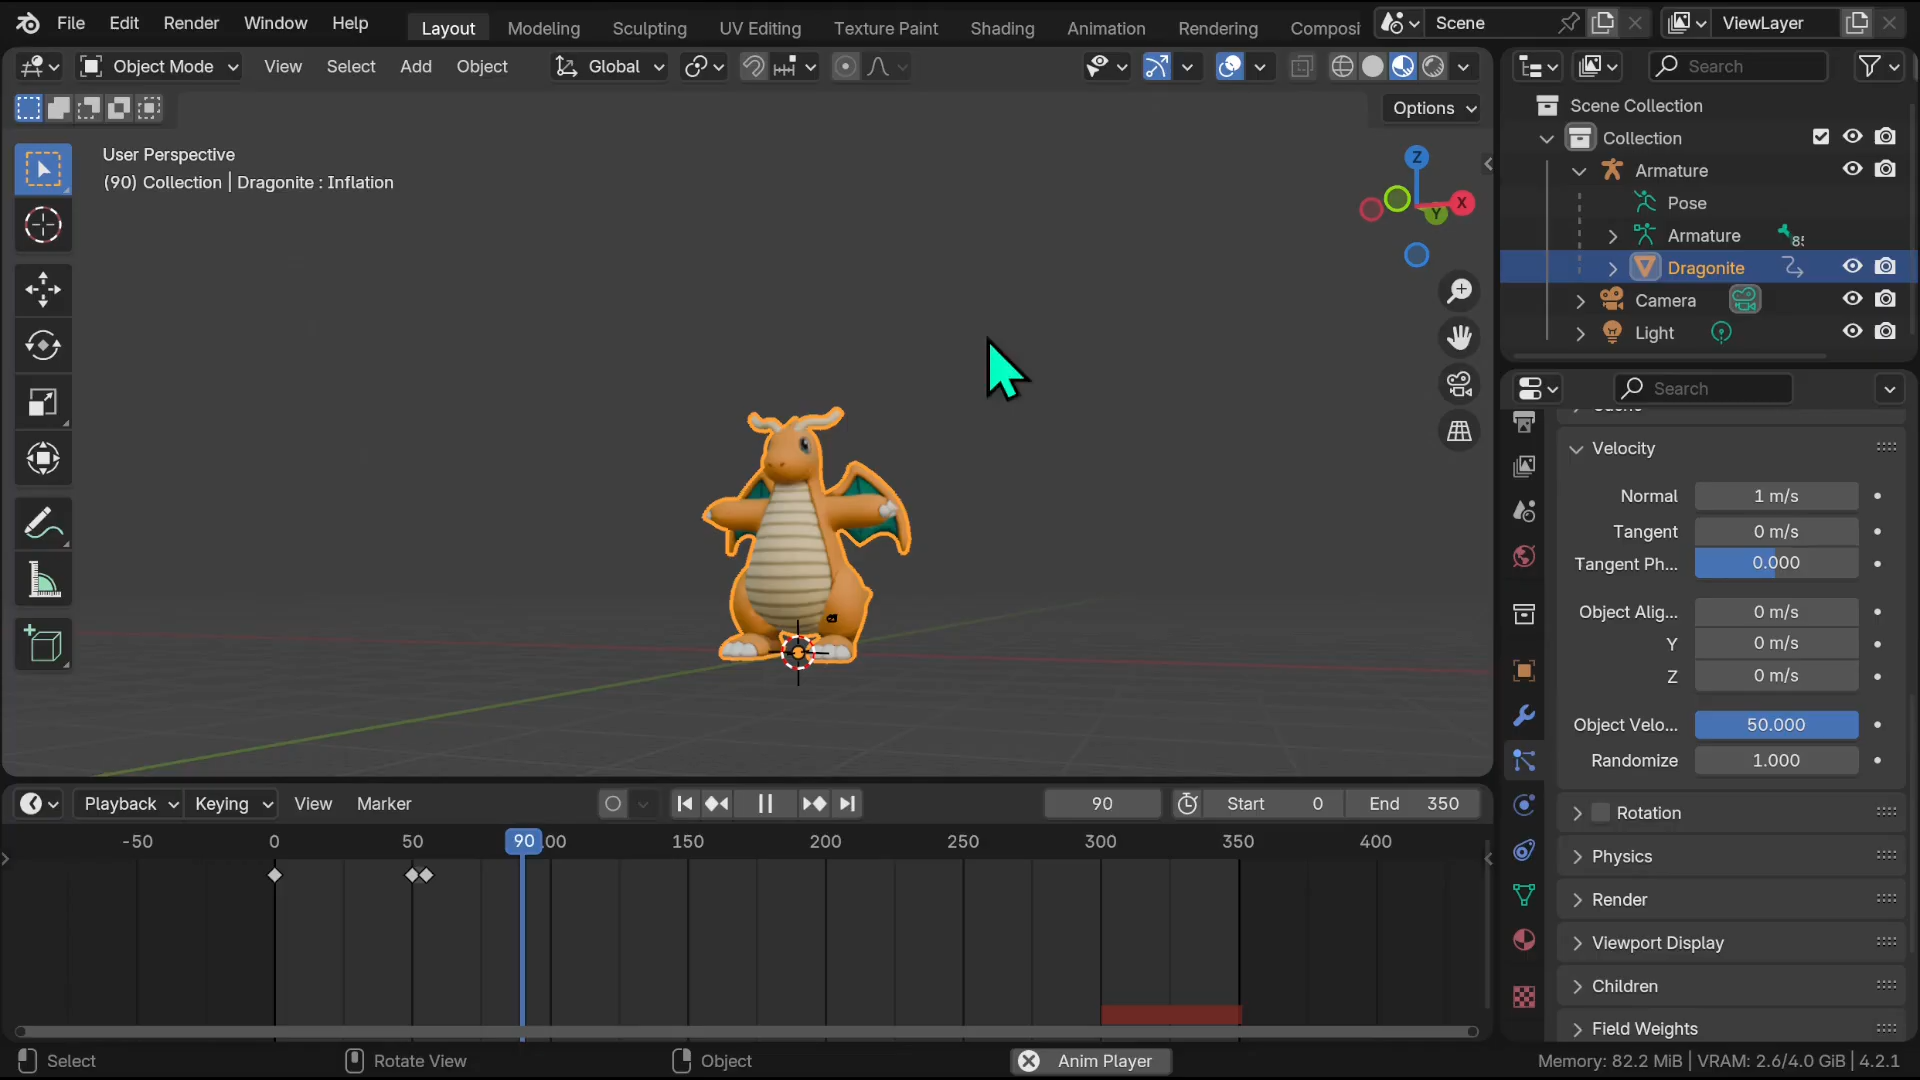 File Edit Render Window Help Layout Modeling Sculpting UV Editing Texture Paint Shading Animation Rendering Composi Scene ViewLayer
Object Mode View Select Add Object Global Search
Options
User Perspective
(90) Collection | Dragonite : Inflation
Z
X
Y
Scene Collection
Collection
Armature
Pose
Armature 85
Dragonite
Camera
Light
Search
Velocity
Normal 1 m/s
Tangent 0 m/s
Tangent Ph... 0.000
Object Alig... 0 m/s
Y 0 m/s
Z 0 m/s
Object Velo... 50.000
Randomize 1.000
Rotation
Physics
Render
Viewport Display
Children
Field Weights
Playback Keying View Marker 90 Start 0 End 350
-50 0 50 90 00 150 200 250 300 350 400
Select Rotate View Object Anim Player Memory: 82.2 MiB | VRAM: 2.6/4.0 GiB | 4.2.1